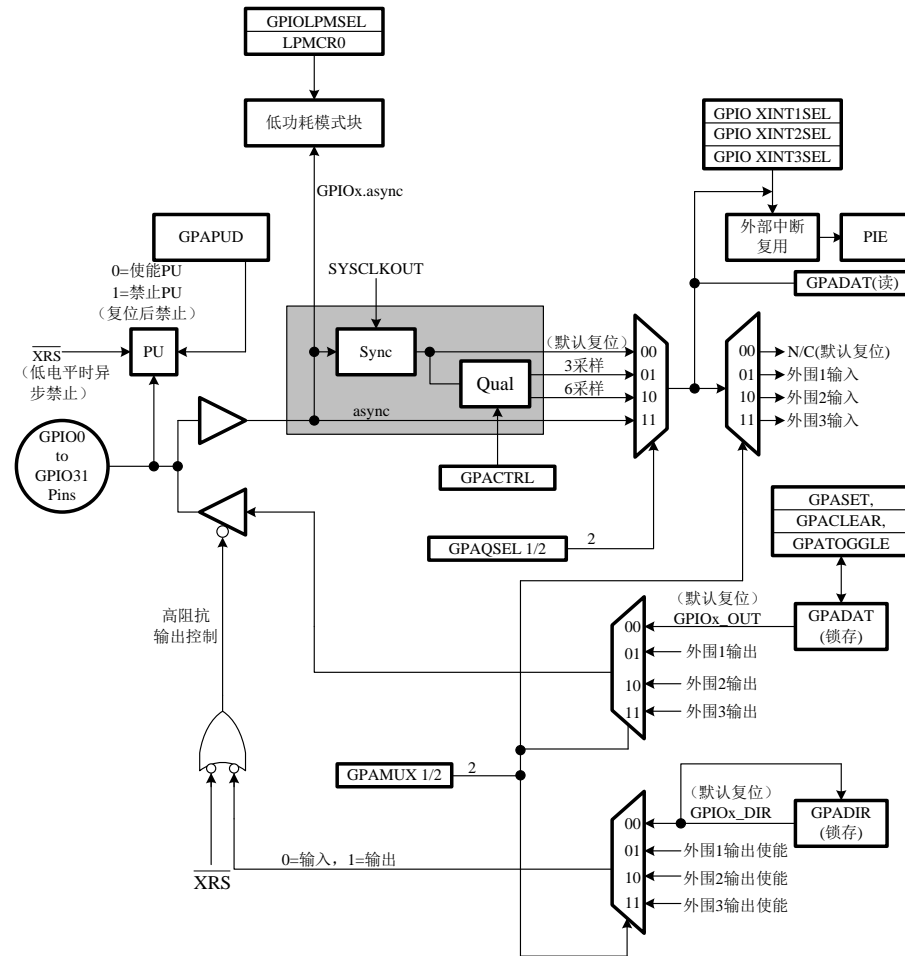 GPIOLPMSEL
LPMCR0
低功耗模式块
GPIOx.async
GPIO XINT1SEL
GPIO XINT2SEL
GPIO XINT3SEL
外部中断
复用
PIE
GPADAT(读)
GPAPUD
0=使能PU
1=禁止PU
（复位后禁止）
XRS
(低电平时异
步禁止)
PU
SYSCLKOUT
Sync
Qual
(默认复位)
3采样
6采样
async
00
01
10
11
00
01
10
11
N/C(默认复位)
外围1输入
外围2输入
外围3输入
GPIO0
to
GPIO31
Pins
GPACTRL
GPAQSEL 1/2
2
GPASET,
GPACLEAR,
GPATOGGLE
高阻抗
输出控制
（默认复位）
GPIOx_OUT
GPADAT
(锁存)
00
01
10
11
外围1输出
外围2输出
外围3输出
GPAMUX 1/2
2
（默认复位）
GPIOx_DIR
GPADIR
(锁存)
00
01
10
11
外围1输出使能
外围2输出使能
外围3输出使能
0=输入，1=输出
XRS